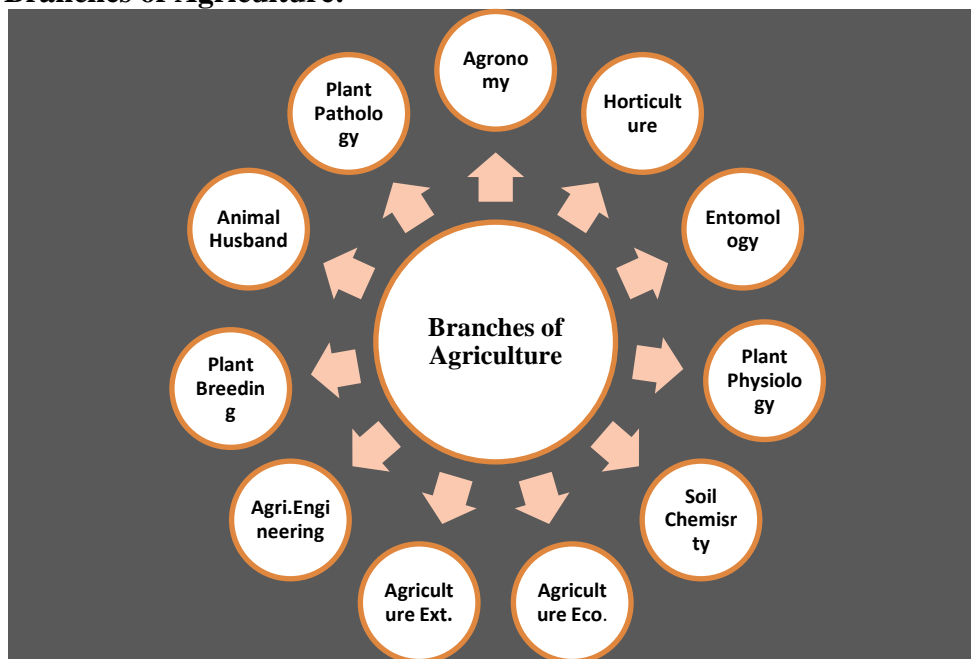 Branches of Agriculture:
Agrono
my
Horticult
ure
Entomol
ogy
Plant
Physiolo
gy
Soil
Chemisr
ty
Agricult
ure Eco.
Agricult
ure Ext.
Agri.Engi
neering
Plant
Breedin
g
Animal
Husband
Plant
Patholo
gy
Branches of
Agriculture